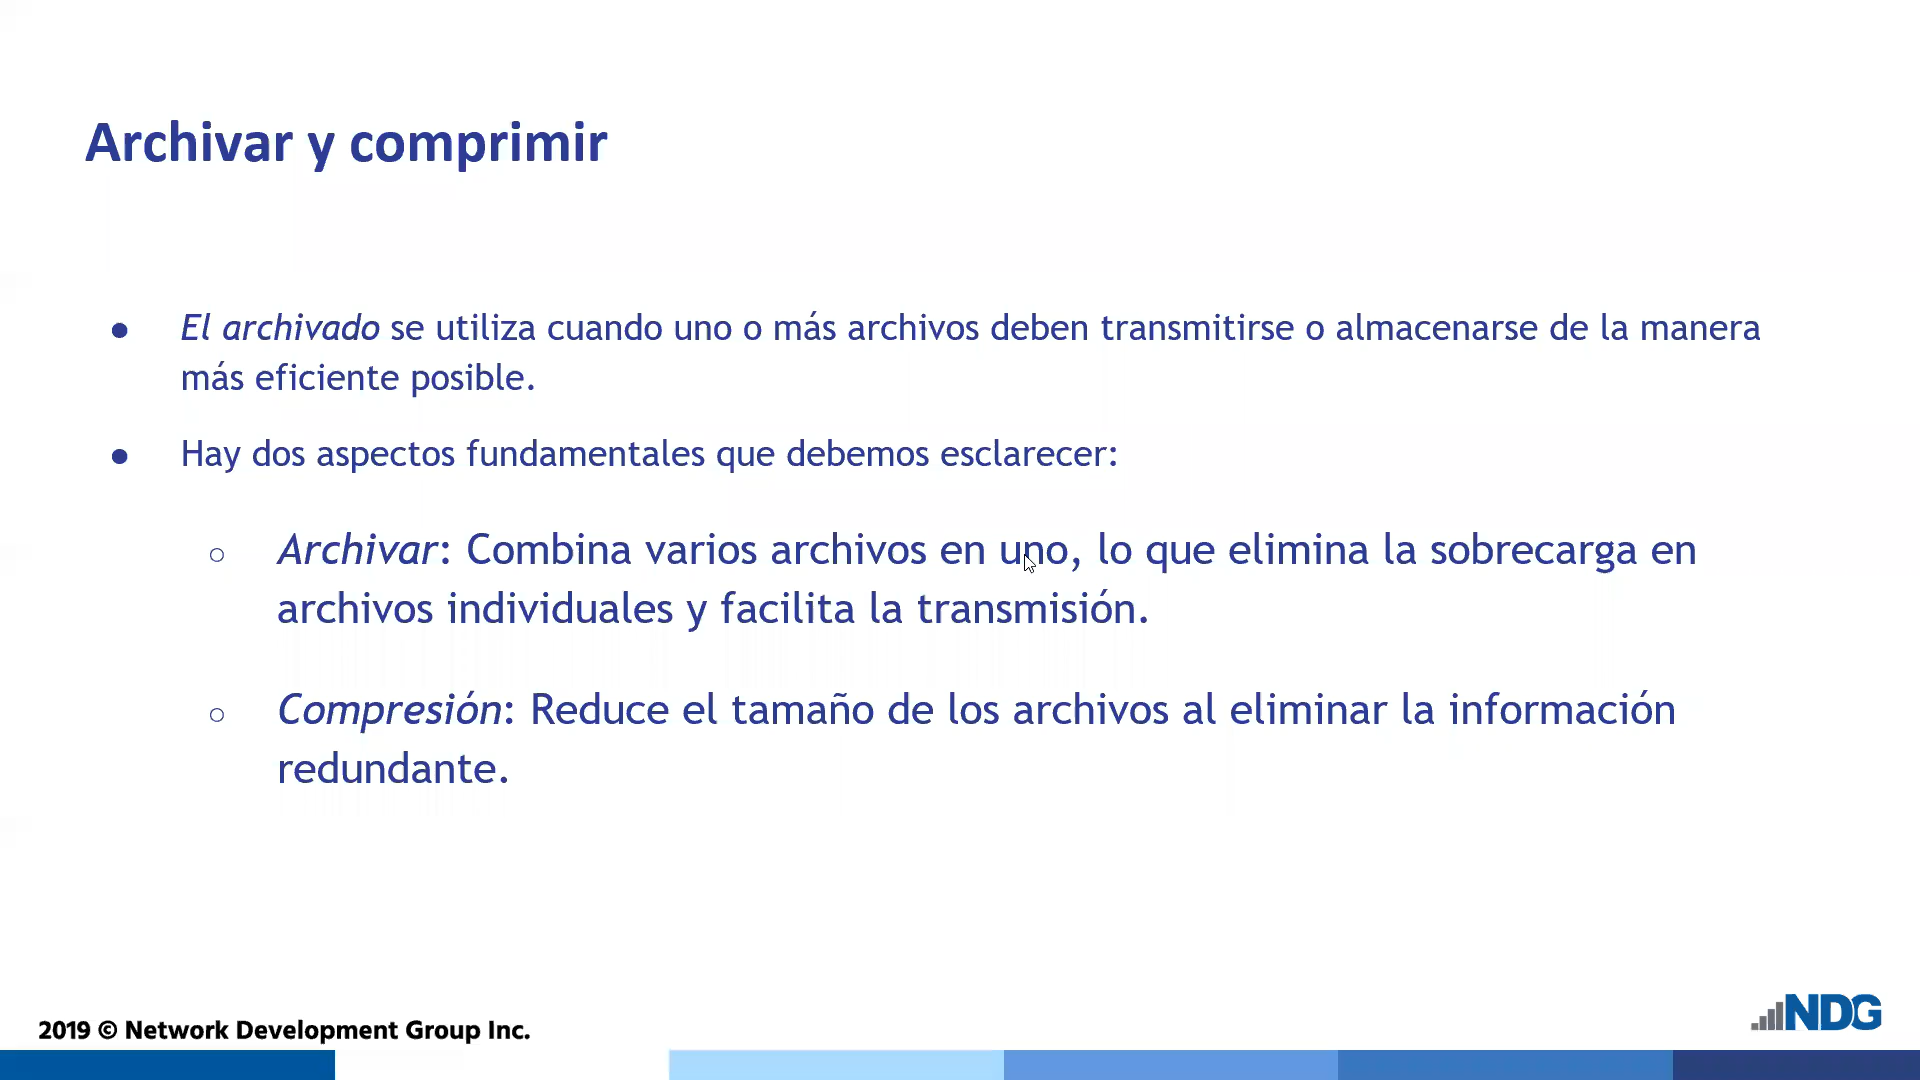 Archivar y comprimir
● El archivado se utiliza cuando uno o más archivos deben transmitirse o almacenarse de la manera
más eficiente posible.
● Hay dos aspectos fundamentales que debemos esclarecer:
○ Archivar: Combina varios archivos en uno, lo que elimina la sobrecarga en
archivos individuales y facilita la transmisión.
○ Compresión: Reduce el tamaño de los archivos al eliminar la información
redundante.
2019 © Network Development Group Inc.
NDG